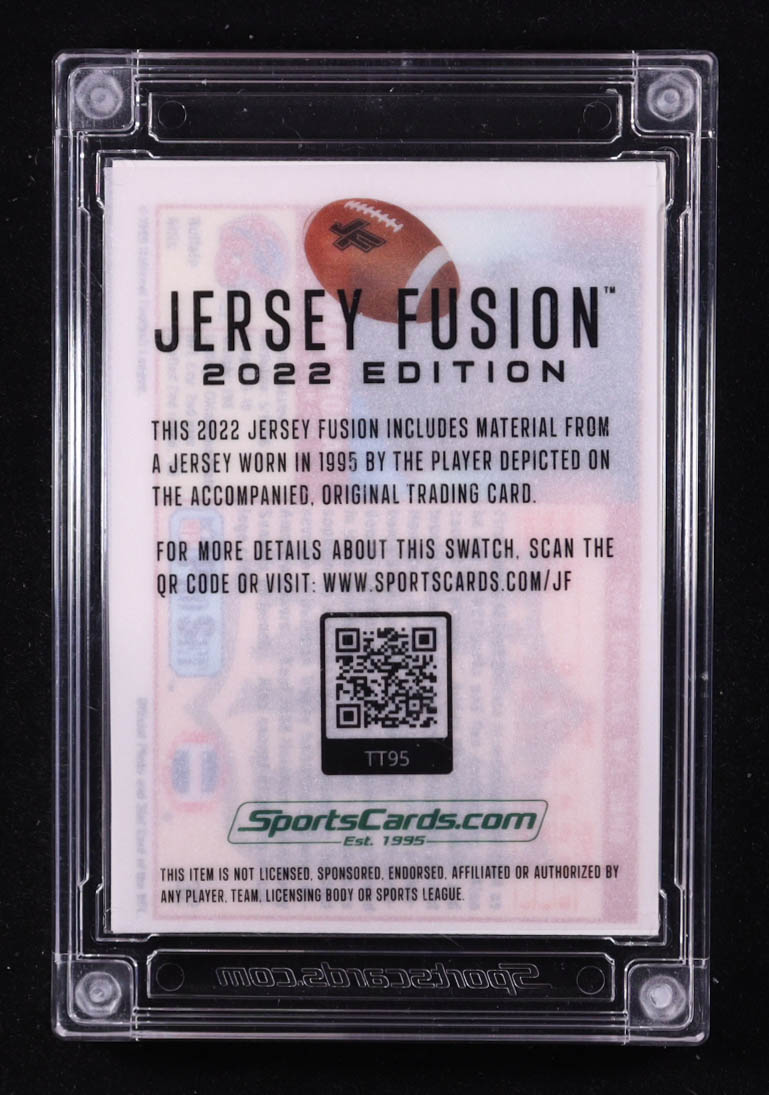 JERSEY FUSION™
2022 EDITION
THIS 2022 JERSEY FUSION INCLUDES MATERIAL FROM
A JERSEY WORN IN 1995 BY THE PLAYER DEPICTED ON
THE ACCOMPANIED, ORIGINAL TRADING CARD.
FOR MORE DETAILS ABOUT THIS SWATCH, SCAN THE
QR CODE OR VISIT: WWW.SPORTSCARDS.COM/JF
TT95
SportsCards.com
Est. 1995
THIS ITEM IS NOT LICENSED, SPONSORED, ENDORSED, AFFILIATED OR AUTHORIZED BY
ANY PLAYER, TEAM, LICENSING BODY OR SPORTS LEAGUE.
Sportscards.com